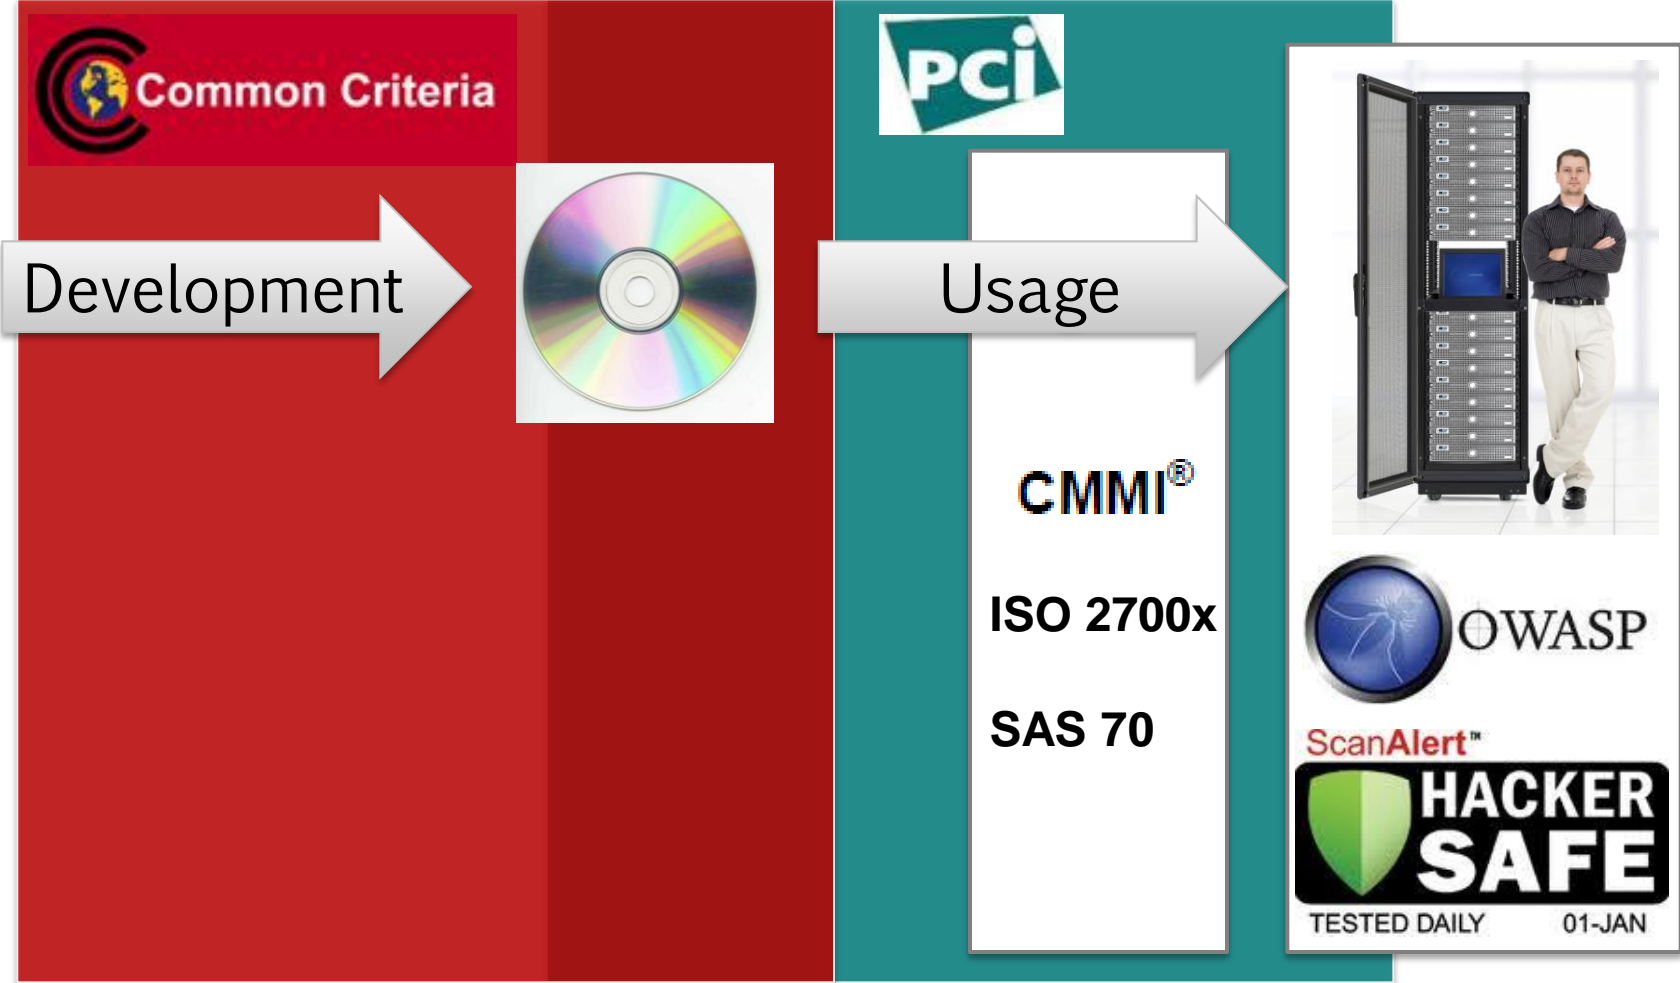 Common Criteria
PCi
Development
Usage
CMMI®
ISO 2700x
SAS 70
OWASP
ScanAlert™
HACKER
SAFE
TESTED DAILY 01-JAN